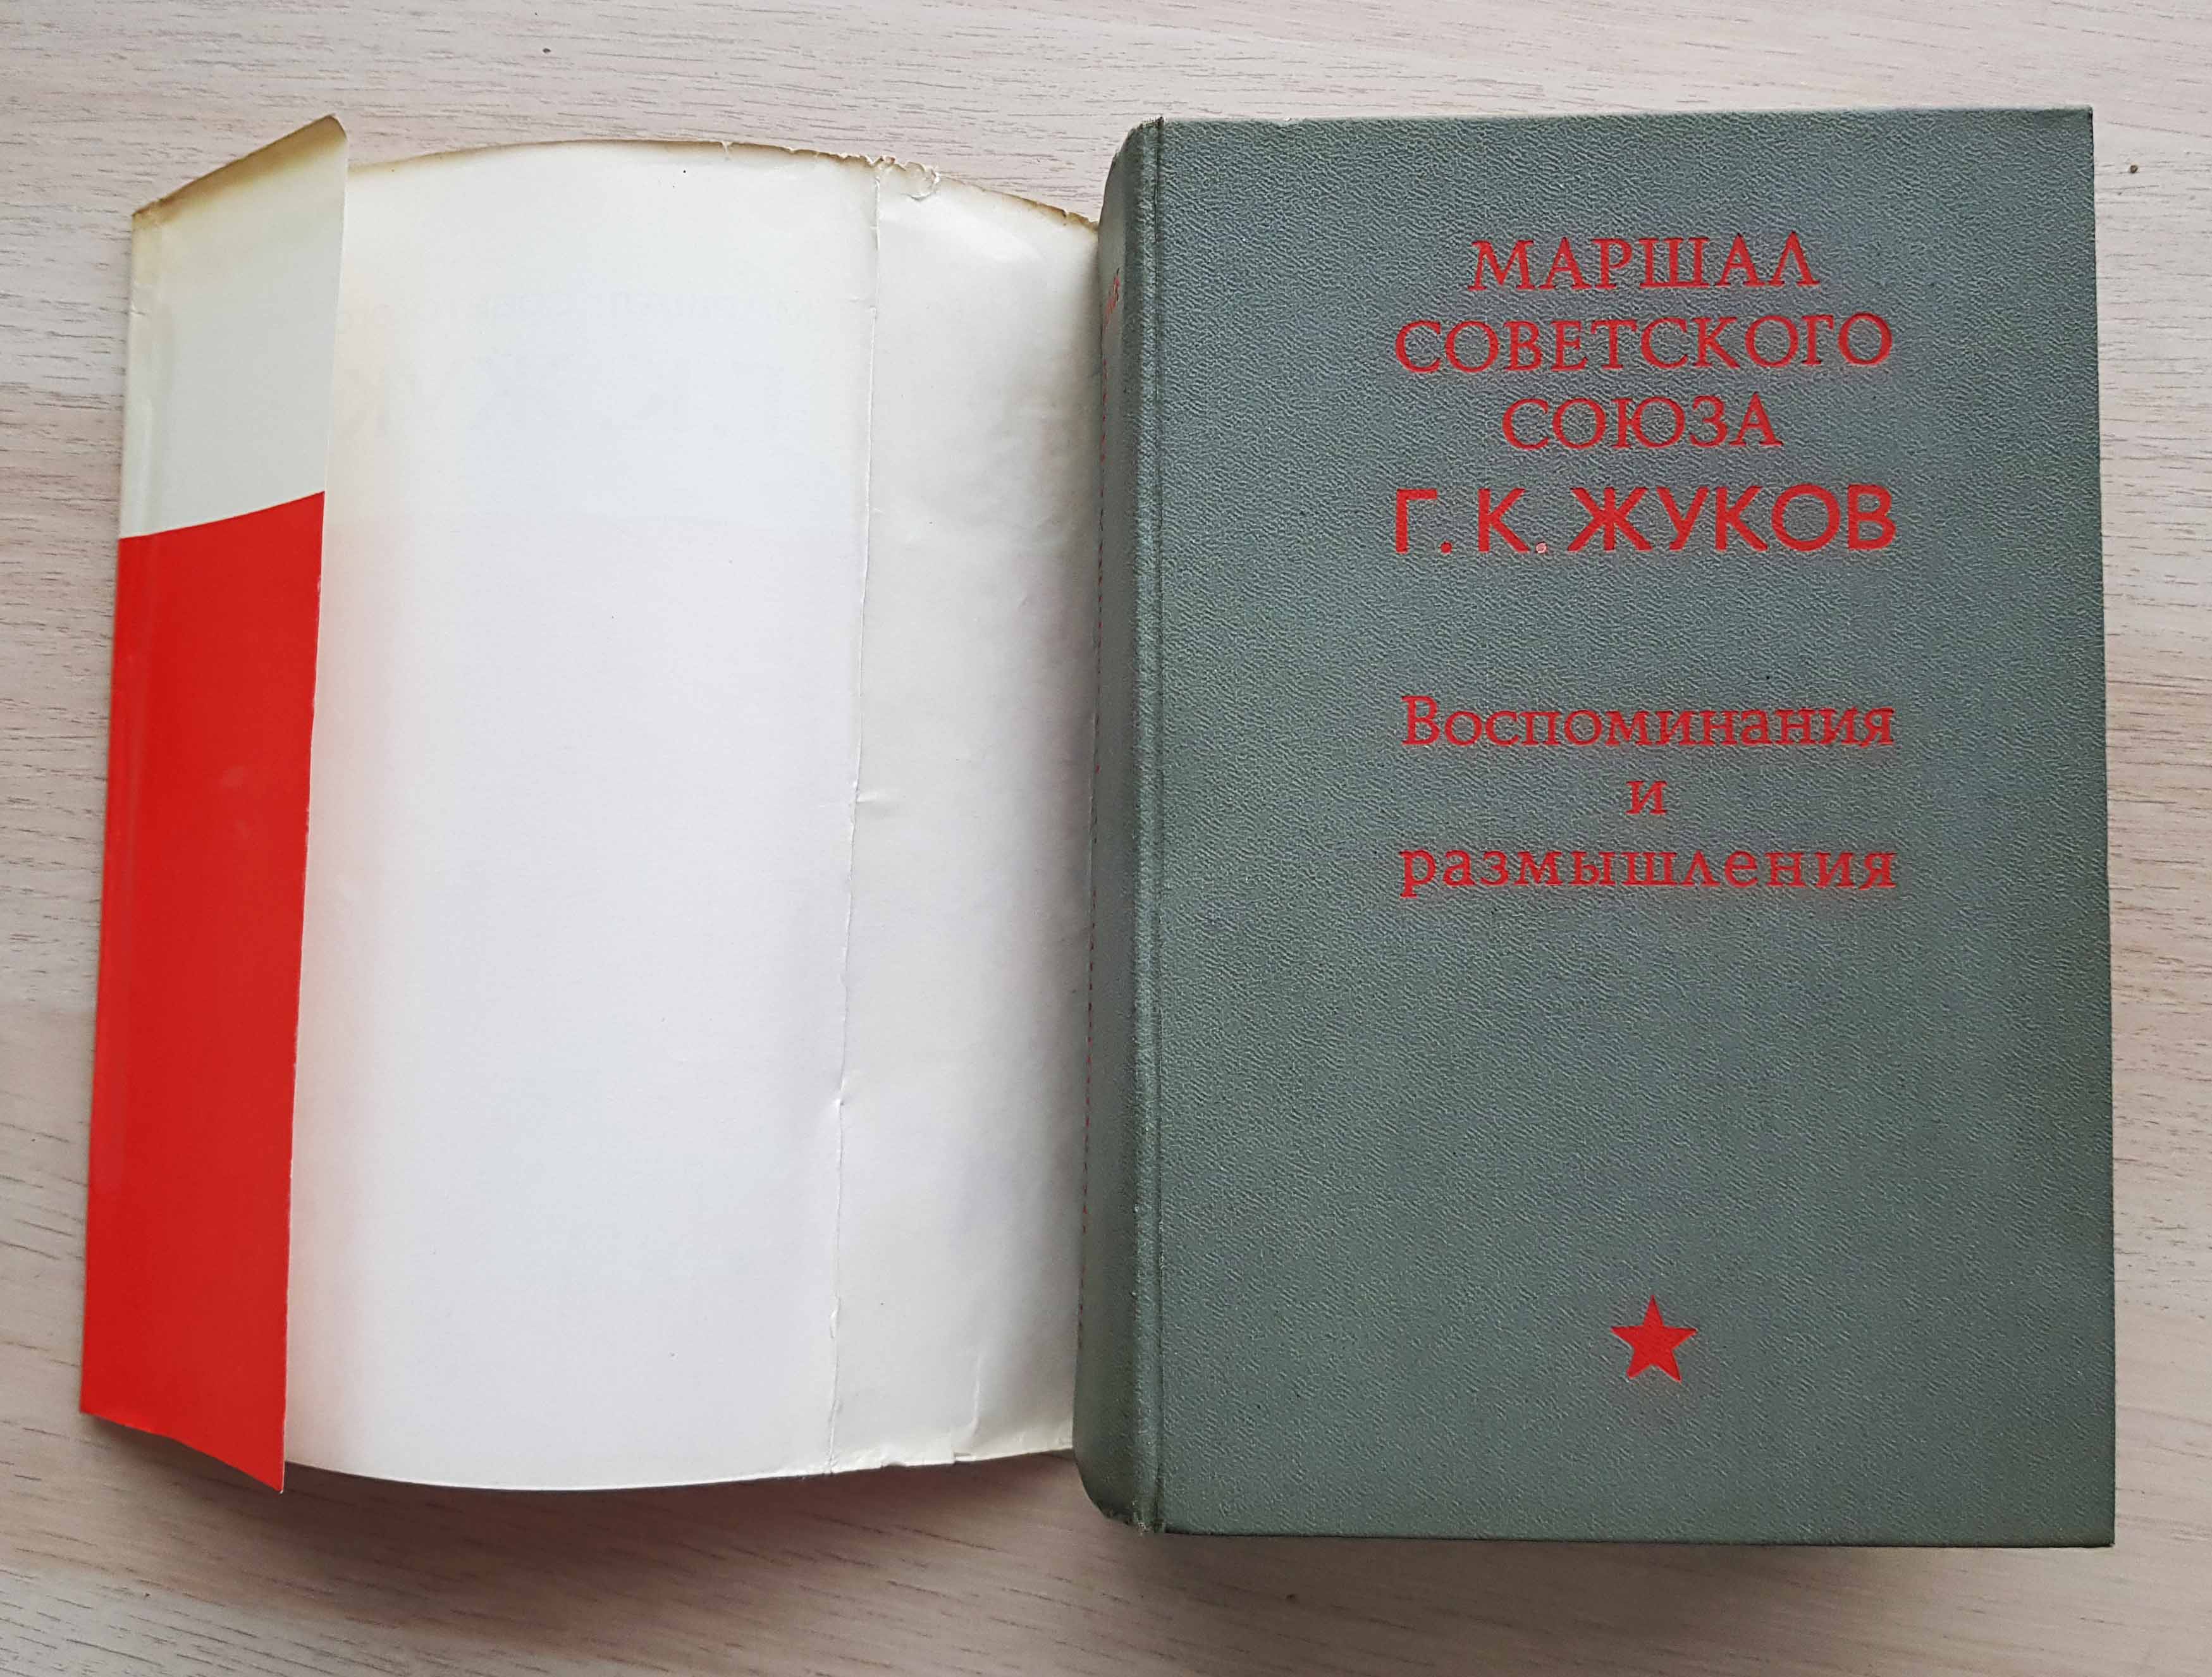 МАРШАЛ
СОВЕТСКОГО
СОЮЗА
Г. К. ЖУКОВ
Воспоминания
и
размышления